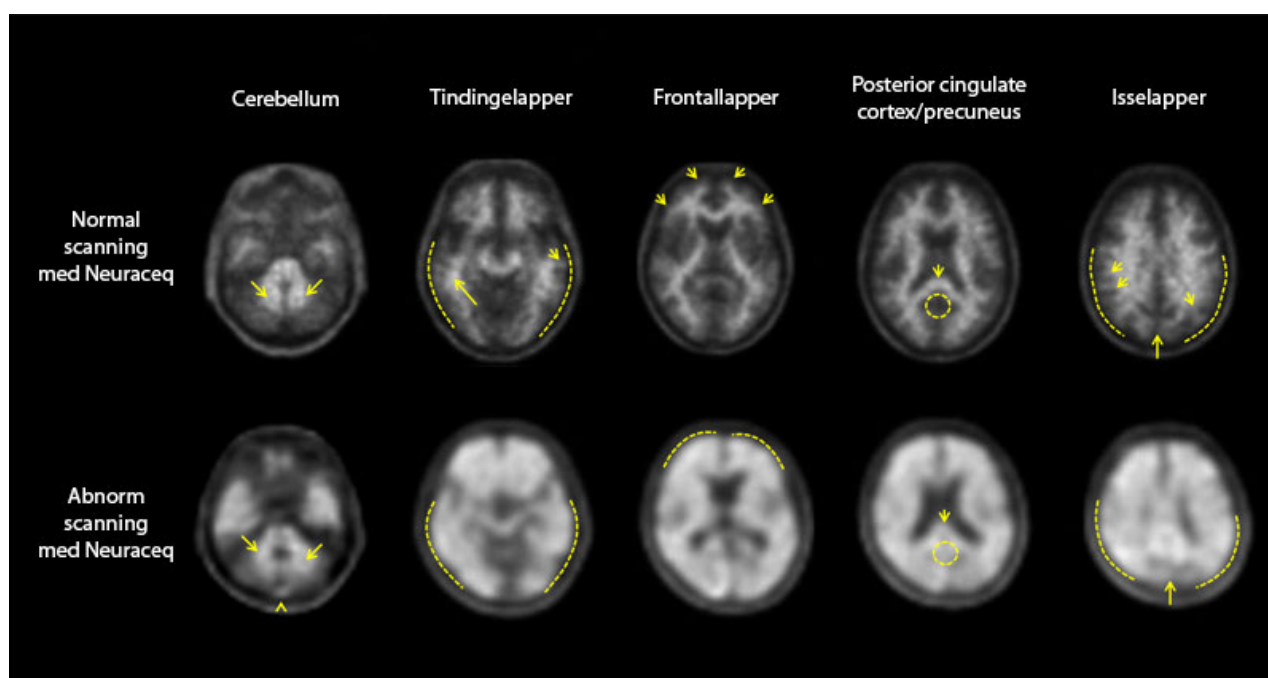 Cerebellum
Tindingelapper
Frontallapper
Posterior cingulate
cortex/precuneus
Isselapper
Normal
scanning
med Neuraceq
Abnorm
scanning
med Neuraceq